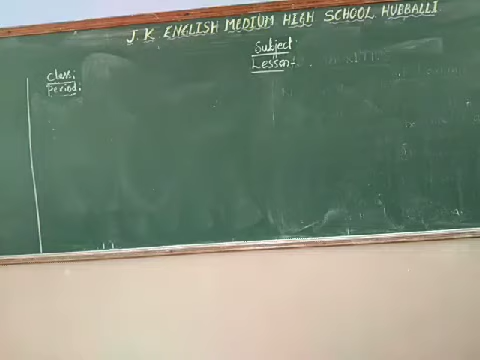 J K ENGLISH MEDIUM HIGH SCHOOL HUBBALLI
Subject
Lesson:-
Class:
Period: